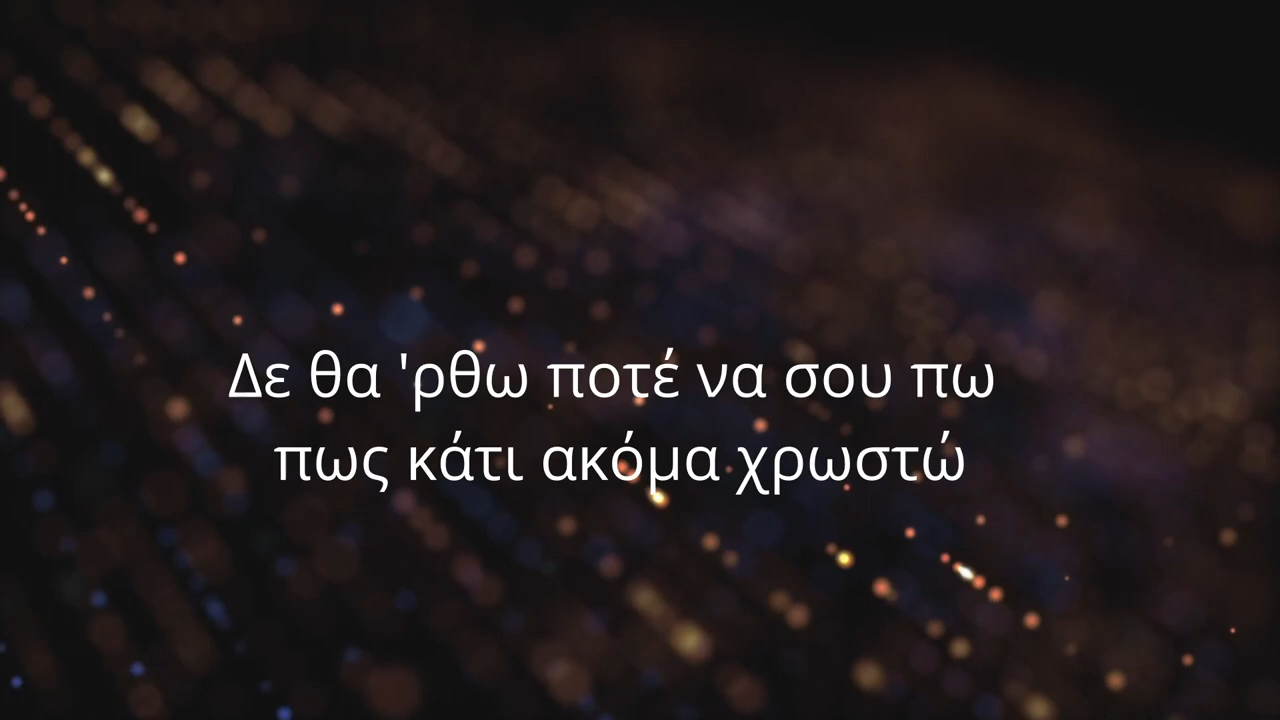 Δε θα 'ρθω ποτέ να σου πω
πως κάτι ακόμα χρωστώ